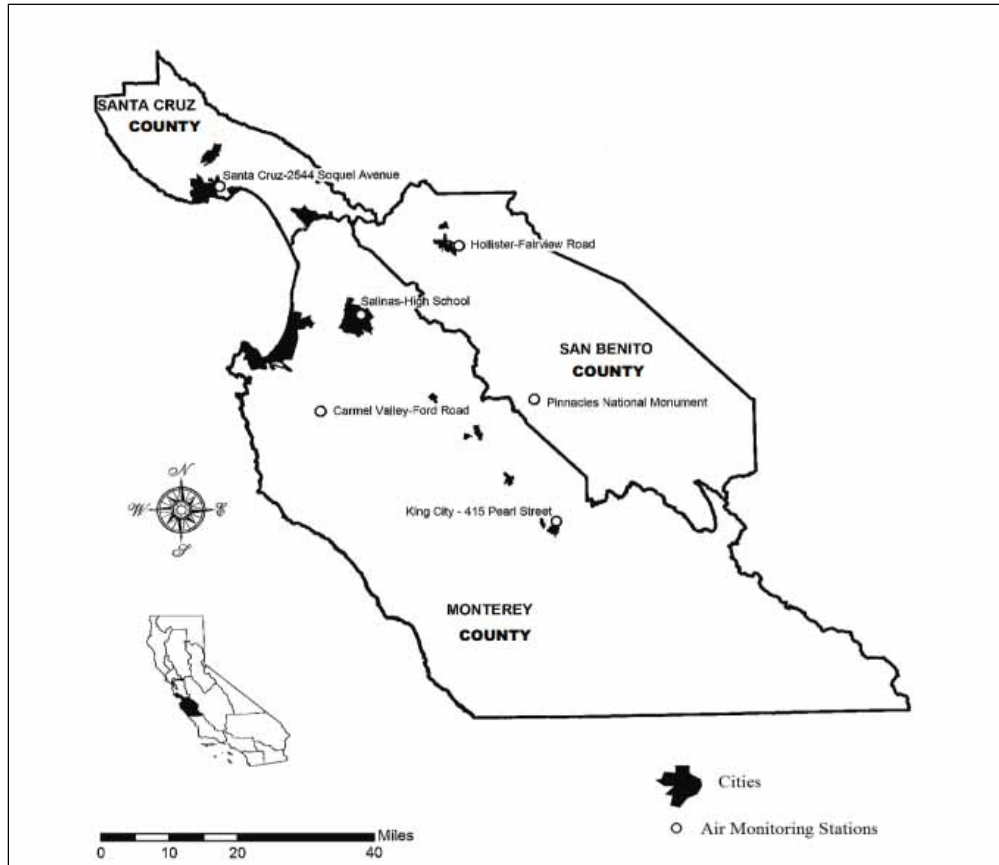 SANTA CRUZ
COUNTY
Santa Cruz-2544 Soquel Avenue
Hollister-Fairview Road
Salinas-High School
SAN BENITO
COUNTY
Carmel Valley-Ford Road
Pinnacles National Monument
N
W
E
S
King City - 415 Pearl Street
MONTEREY
COUNTY
Cities
Air Monitoring Stations
Miles
0 10 20 40